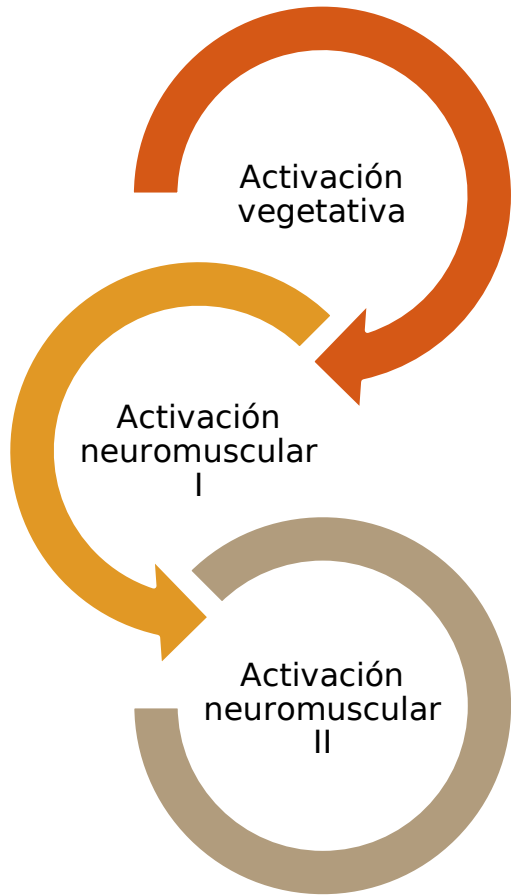 Activación
vegetativa
Activación
neuromuscular
I
Activación
neuromuscular
II